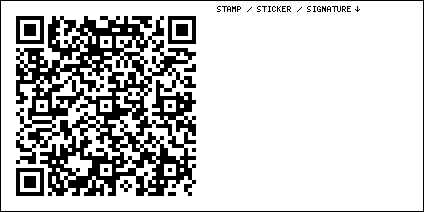 STAMP / STICKER / SIGNATURE ↓